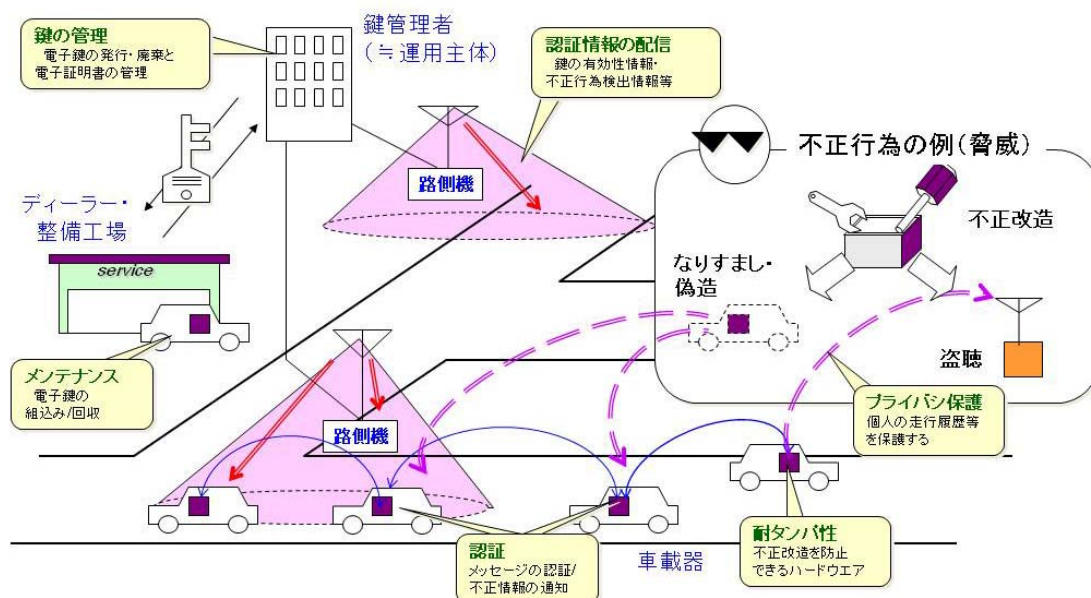 鍵の管理
電子鍵の発行・廃棄と
電子証明書の管理
鍵管理者
(≒運用主体)
認証情報の配信
鍵の有効性情報・
不正行為検出情報等
路側機
不正行為の例(脅威)
不正改造
なりすまし・
偽造
盗聴
ディーラー・
整備工場
service
メンテナンス
電子鍵の
組込み/回収
路側機
プライバシ保護
個人の走行履歴等
を保護する
認証
メッセージの認証/
不正情報の通知
車載器
耐タンパ性
不正改造を防止
できるハードウエア